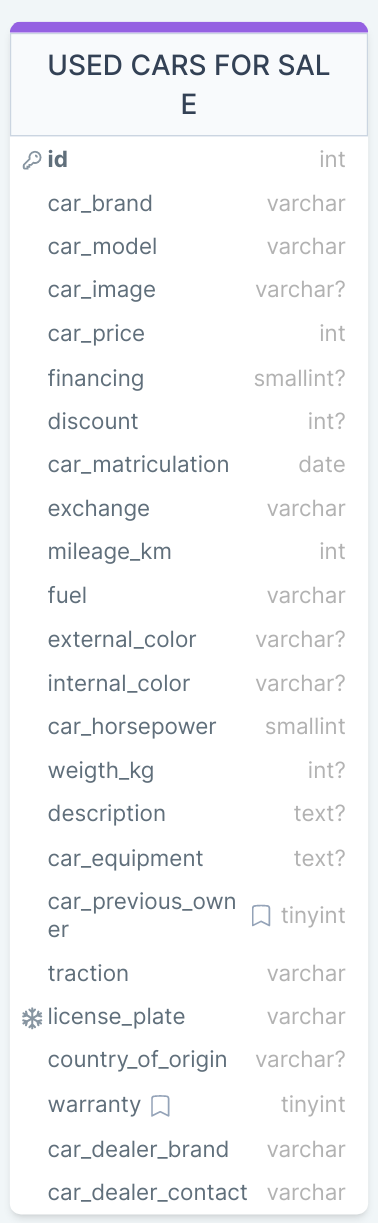 USED CARS FOR SAL
E
id int
car_brand varchar
car_model varchar
car_image varchar?
car_price int
financing smallint?
discount int?
car_matriculation date
exchange varchar
mileage_km int
fuel varchar
external_color varchar?
internal_color varchar?
car_horsepower smallint
weigth_kg int?
description text?
car_equipment text?
car_previous_own
er tinyint
traction varchar
license_plate varchar
country_of_origin varchar?
warranty tinyint
car_dealer_brand varchar
car_dealer_contact varchar